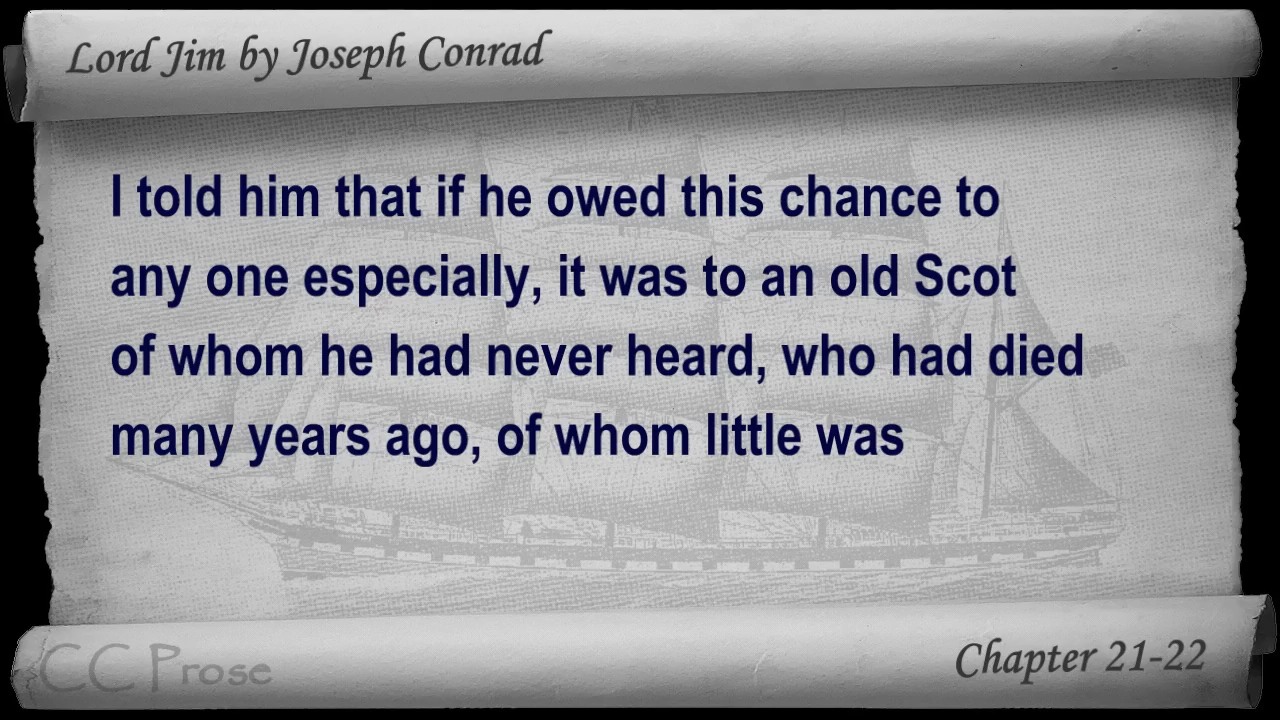 Lord Jim by Joseph Conrad
I told him that if he owed this chance to
any one especially, it was to an old Scot
of whom he had never heard, who had died
many years ago, of whom little was
CC Prose
Chapter 21-22